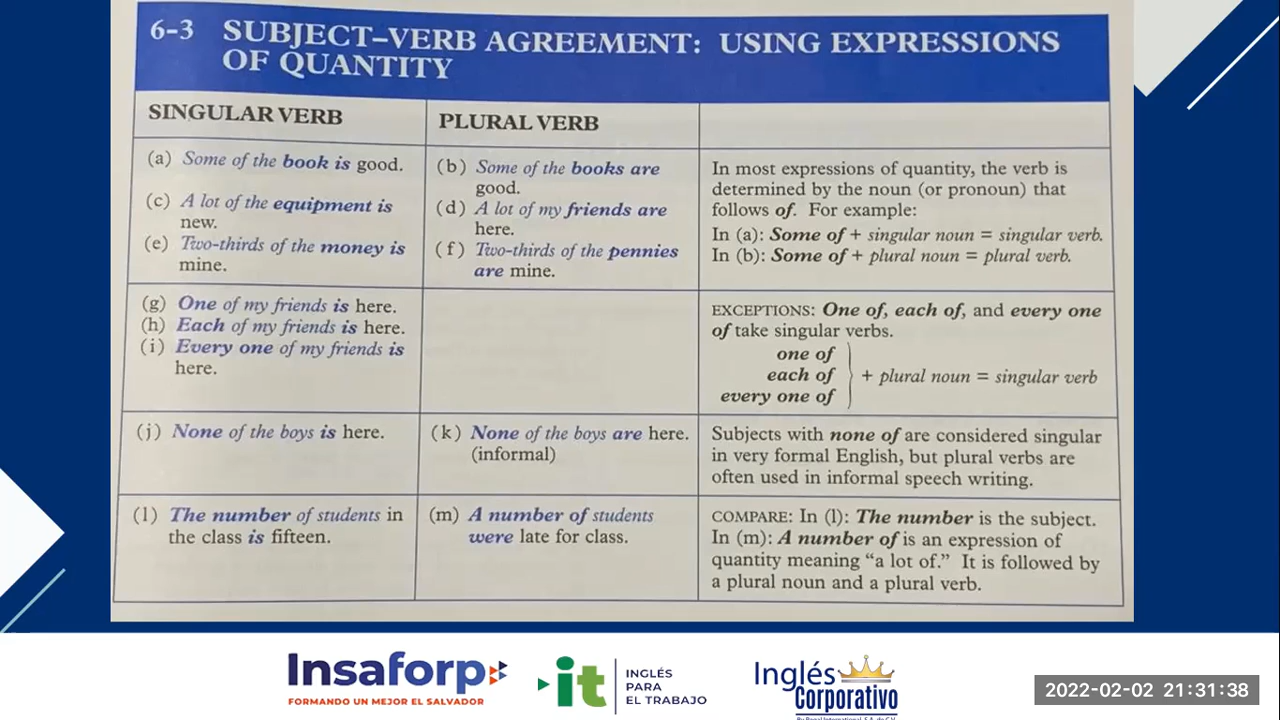 6-3 SUBJECT–VERB AGREEMENT: USING EXPRESSIONS
OF QUANTITY
SINGULAR VERB
PLURAL VERB
(a) Some of the book is good.
(b) Some of the books are
good.
In most expressions of quantity, the verb is
determined by the noun (or pronoun) that
follows of. For example:
In (a): Some of + singular noun = singular verb.
In (b): Some of + plural noun = plural verb.
(c) A lot of the equipment is
new.
(d) A lot of my friends are
here.
(e) Two-thirds of the money is
mine.
(f) Two-thirds of the pennies
are mine.
(g) One of my friends is here.
(h) Each of my friends is here.
(i) Every one of my friends is
here.
EXCEPTIONS: One of, each of, and every one
of take singular verbs.
one of
each of
every one of
+ plural noun = singular verb
(j) None of the boys is here.
(k) None of the boys are here.
(informal)
Subjects with none of are considered singular
in very formal English, but plural verbs are
often used in informal speech writing.
(l) The number of students in
the class is fifteen.
(m) A number of students
were late for class.
COMPARE: In (l): The number is the subject.
In (m): A number of is an expression of
quantity meaning “a lot of.” It is followed by
a plural noun and a plural verb.
Insaforp
FORMANDO UN MEJOR EL SALVADOR
it
INGLÉS
PARA
EL TRABAJO
Inglés
Corporativo
2022-02-02 21:31:38